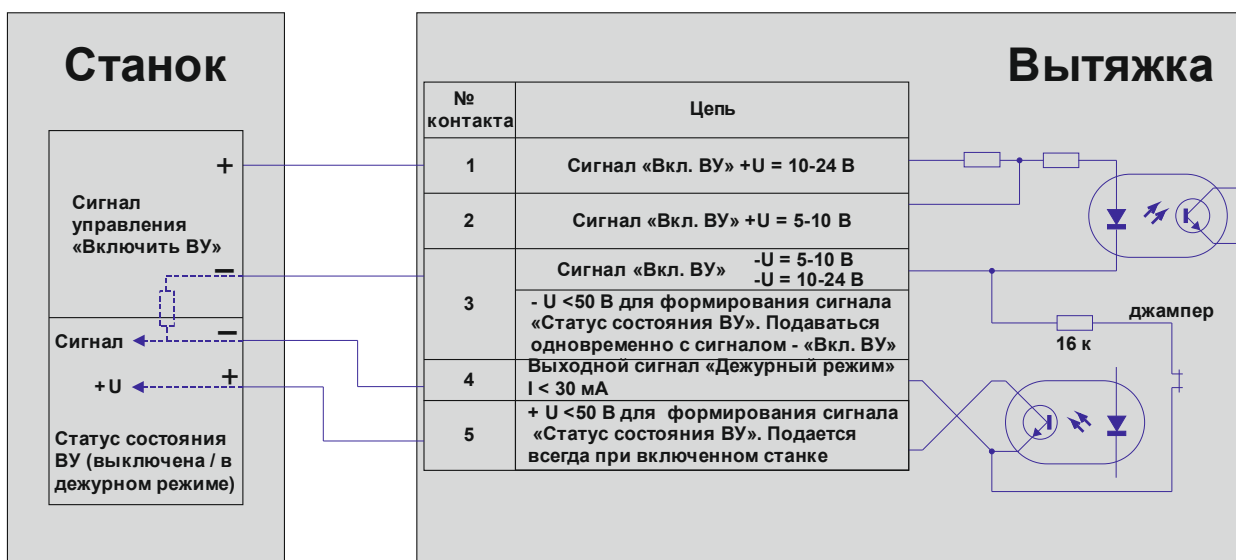 Станок
Вытяжка
№
контакта
Цепь
1
Сигнал «Вкл. ВУ» +U = 10-24 В
2
Сигнал «Вкл. ВУ» +U = 5-10 В
3
Сигнал «Вкл. ВУ»
-U = 5-10 В
-U = 10-24 В
- U <50 В для формирования сигнала
«Статус состояния ВУ». Подаваться
одновременно с сигналом - «Вкл. ВУ»
4
Выходной сигнал «Дежурный режим»
I < 30 мА
5
+ U <50 В для формирования сигнала
«Статус состояния ВУ». Подается
всегда при включенном станке
+
Сигнал
управления
«Включить ВУ»
−
Сигнал
−
+ U
+
Статус состояния
ВУ (выключена / в
дежурном режиме)
джампер
16 к